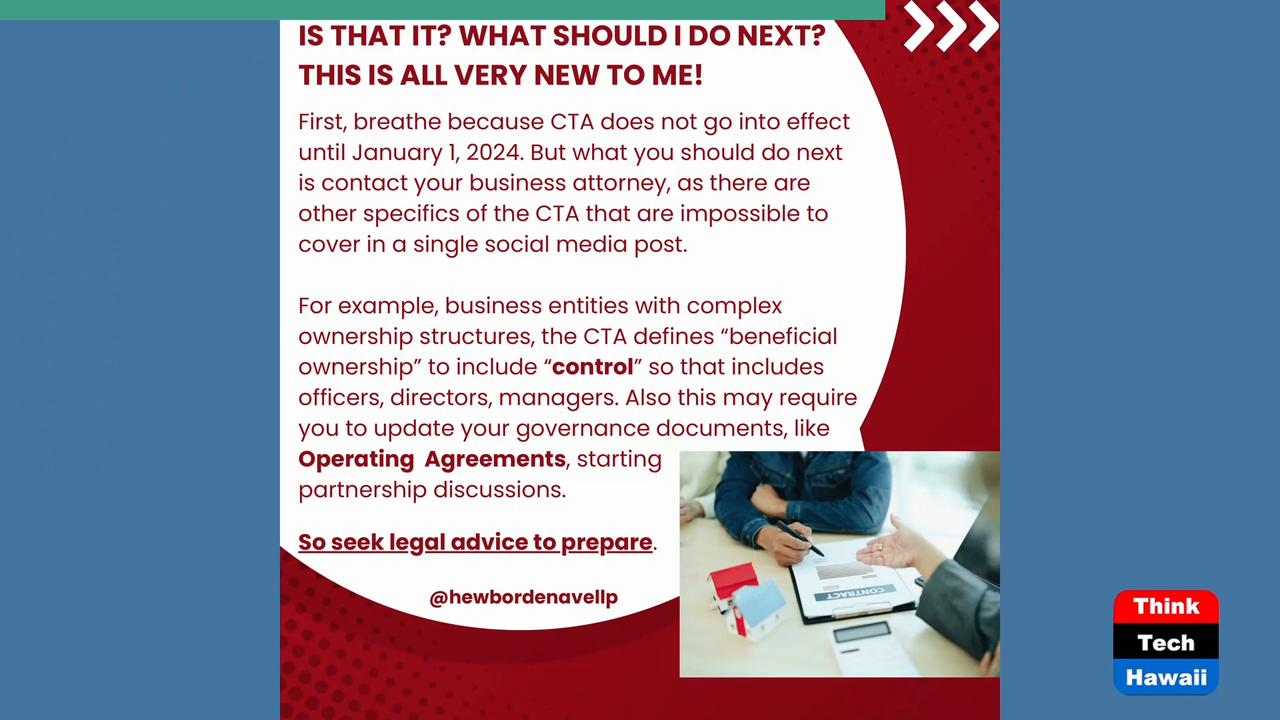 IS THAT IT? WHAT SHOULD I DO NEXT?
THIS IS ALL VERY NEW TO ME!
First, breathe because CTA does not go into effect
until January 1, 2024. But what you should do next
is contact your business attorney, as there are
other specifics of the CTA that are impossible to
cover in a single social media post.
For example, business entities with complex
ownership structures, the CTA defines “beneficial
ownership” to include “control” so that includes
officers, directors, managers. Also this may require
you to update your governance documents, like
Operating Agreements, starting
partnership discussions.
So seek legal advice to prepare.
@hewbordenavellp
CONTRACT
Think
Tech
Hawaii